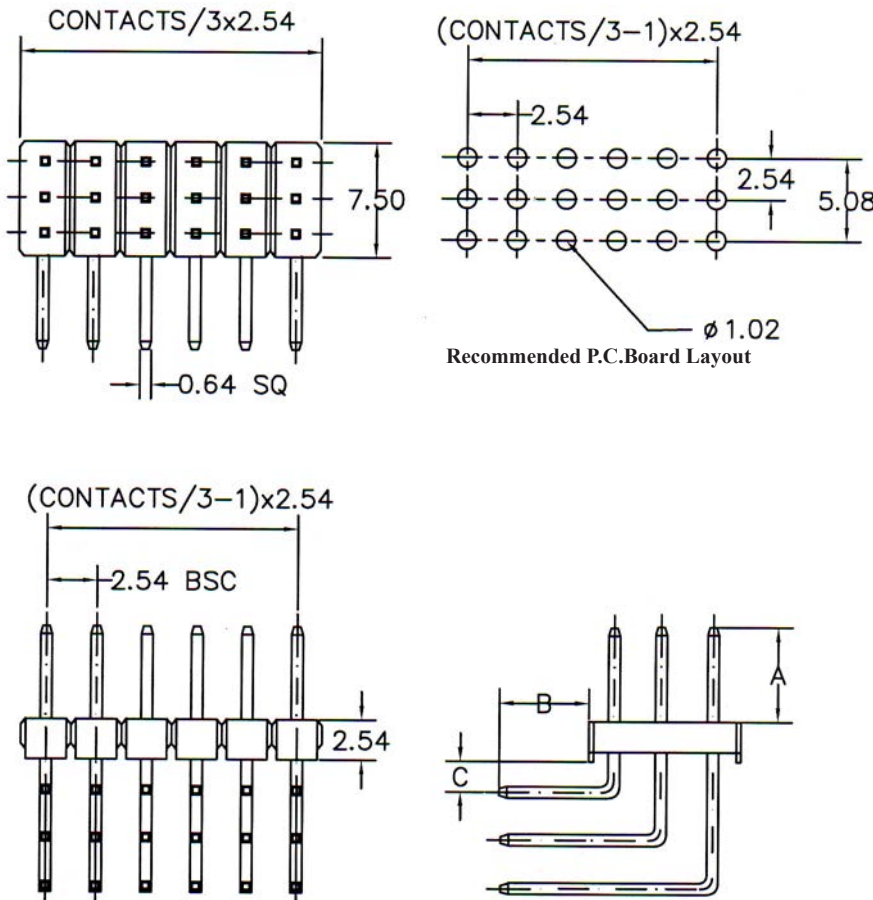 CONTACTS/3x2.54
7.50
0.64 SQ
(CONTACTS/3-1)x2.54
2.54
2.54
5.08
ø1.02
Recommended P.C.Board Layout
(CONTACTS/3-1)x2.54
2.54 BSC
2.54
A
B
C